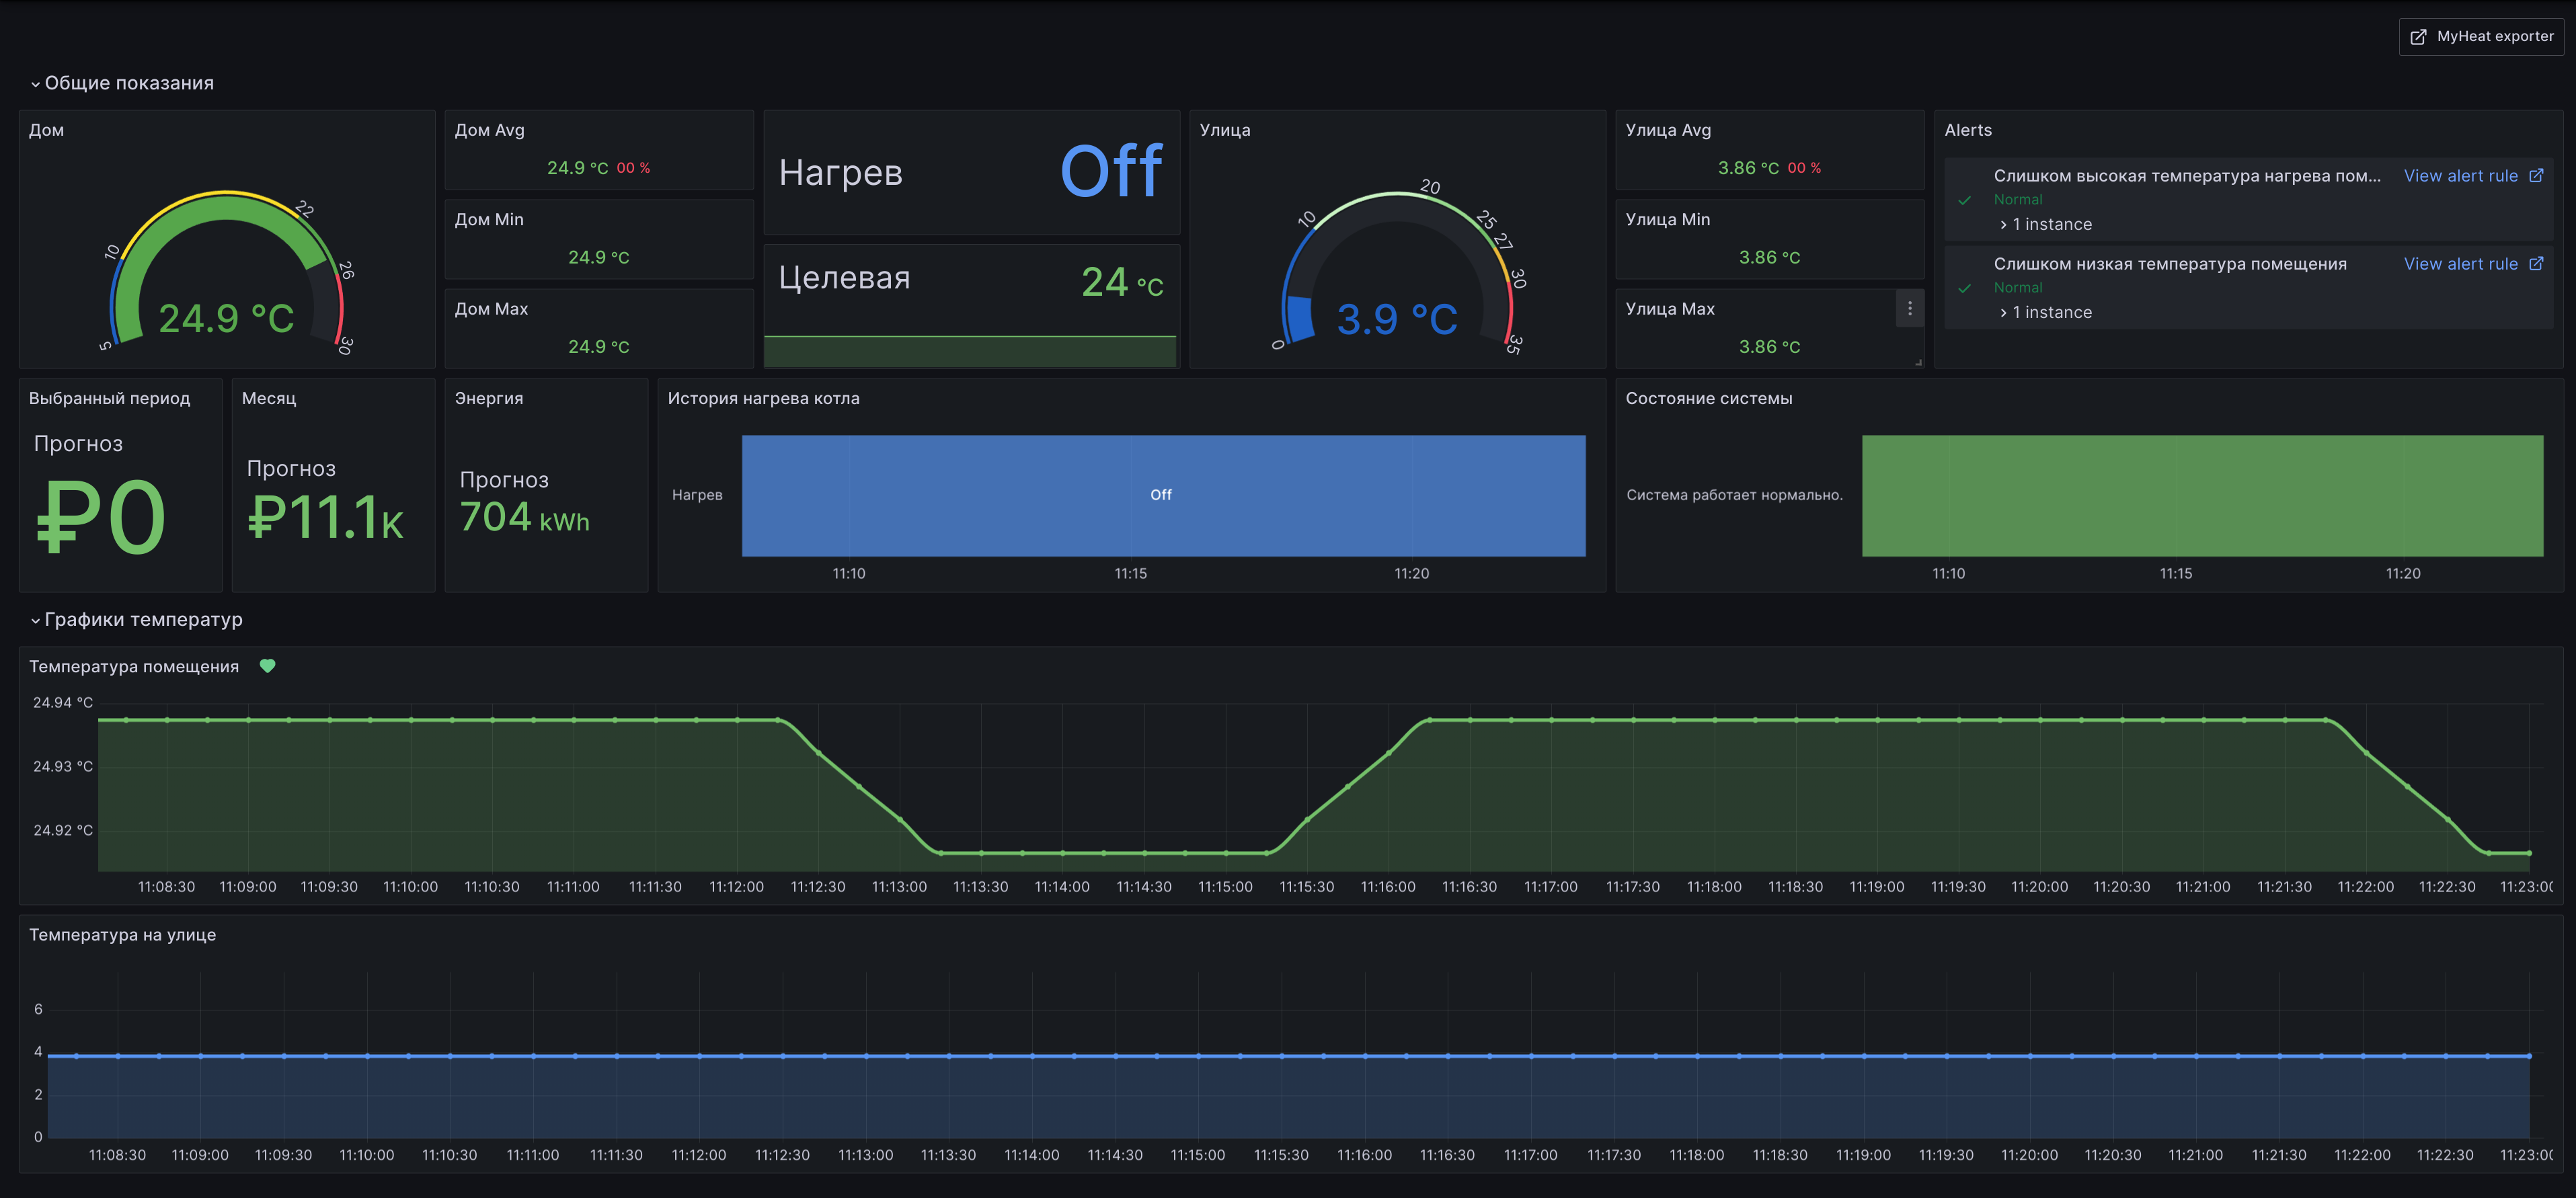 MyHeat exporter
Общие показания
Дом
5
10
22
26
30
24.9 °C
Дом Avg
24.9 °C 00 %
Дом Min
24.9 °C
Дом Max
24.9 °C
Нагрев Off
Целевая 24 °C
Улица
0
10
20
25
27
30
35
3.9 °C
Улица Avg
3.86 °C 00 %
Улица Min
3.86 °C
Улица Max
3.86 °C
Alerts
Слишком высокая температура нагрева пом... View alert rule
Normal
1 instance
Слишком низкая температура помещения View alert rule
Normal
1 instance
Выбранный период
Прогноз
₽0
Месяц
Прогноз
₽11.1K
Энергия
Прогноз
704 kWh
История нагрева котла
Нагрев Off
11:10 11:15 11:20
Состояние системы
Система работает нормально.
11:10 11:15 11:20
Графики температур
Температура помещения
24.94 °C
24.93 °C
24.92 °C
11:08:30 11:09:00 11:09:30 11:10:00 11:10:30 11:11:00 11:11:30 11:12:00 11:12:30 11:13:00 11:13:30 11:14:00 11:14:30 11:15:00 11:15:30 11:16:00 11:16:30 11:17:00 11:17:30 11:18:00 11:18:30 11:19:00 11:19:30 11:20:00 11:20:30 11:21:00 11:21:30 11:22:00 11:22:30 11:23:00
Температура на улице
6
4
2
0
11:08:30 11:09:00 11:09:30 11:10:00 11:10:30 11:11:00 11:11:30 11:12:00 11:12:30 11:13:00 11:13:30 11:14:00 11:14:30 11:15:00 11:15:30 11:16:00 11:16:30 11:17:00 11:17:30 11:18:00 11:18:30 11:19:00 11:19:30 11:20:00 11:20:30 11:21:00 11:21:30 11:22:00 11:22:30 11:23:00